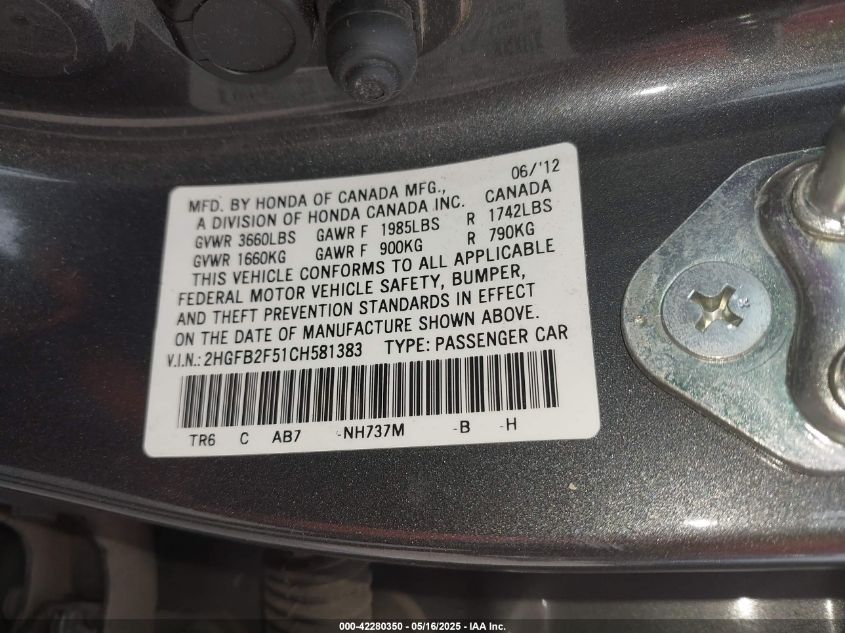 06/'12
MFD. BY HONDA OF CANADA MFG., CANADA
A DIVISION OF HONDA CANADA INC.
GVWR 3660LBS GAWR F 1985LBS R 1742LBS
GVWR 1660KG GAWR F 900KG R 790KG
THIS VEHICLE CONFORMS TO ALL APPLICABLE
FEDERAL MOTOR VEHICLE SAFETY, BUMPER,
AND THEFT PREVENTION STANDARDS IN EFFECT
ON THE DATE OF MANUFACTURE SHOWN ABOVE.
V.I.N.: 2HGFB2F51CH581383 TYPE: PASSENGER CAR
TR6 C AB7 -NH737M -B -H
000-42280350 - 05/16/2025 - IAA Inc.